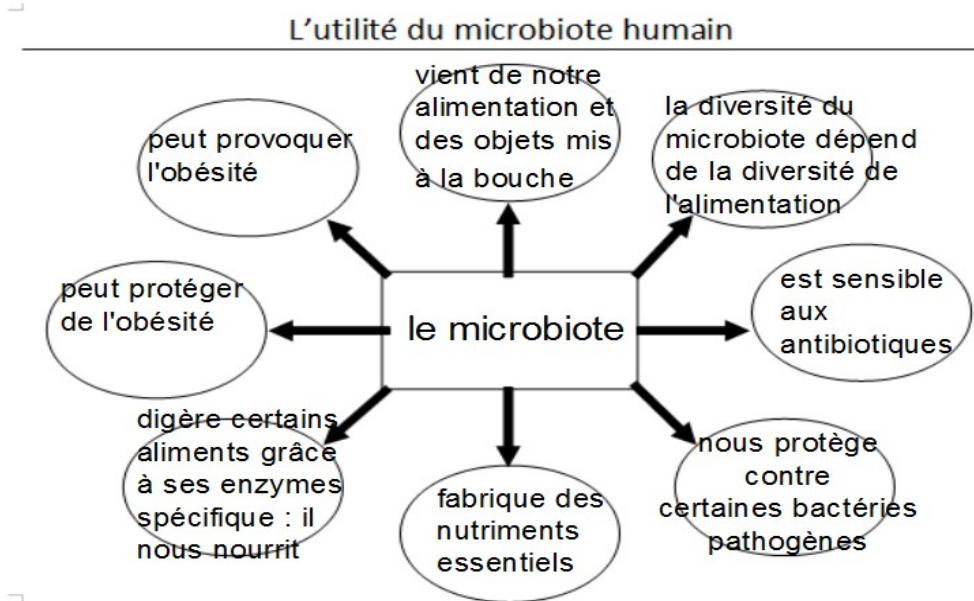 L'utilité du microbiote humain
vient de notre
alimentation et
des objets mis
à la bouche
la diversité du
microbiote dépend
de la diversité de
l'alimentation
est sensible
aux
antibiotiques
nous protège
contre
certaines bactéries
pathogènes
fabrique des
nutriments
essentiels
digère certains
aliments grâce
à ses enzymes
spécifique : il
nous nourrit
peut protéger
de l'obésité
peut provoquer
l'obésité
le microbiote